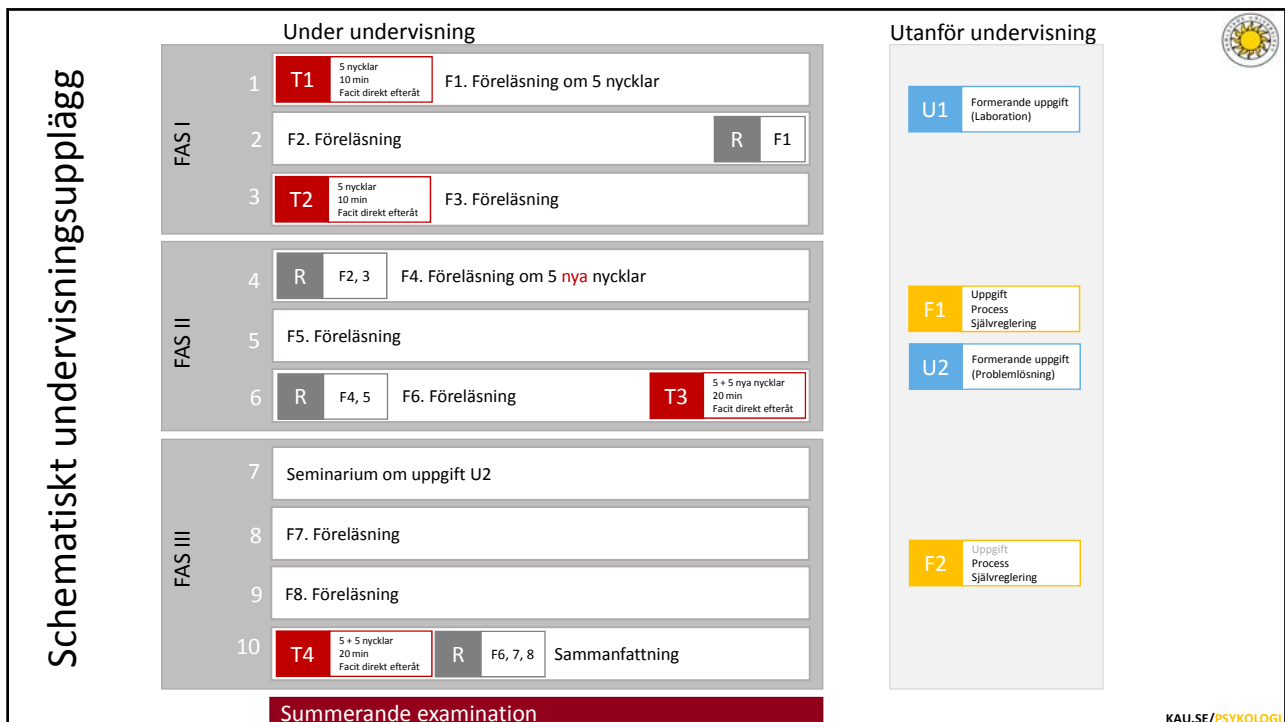 Schematiskt undervisningsupplägg
Under undervisning
FAS I
1
T1
5 nycklar
10 min
Facit direkt efteråt
F1. Föreläsning om 5 nycklar
2
F2. Föreläsning
R
F1
3
T2
5 nycklar
10 min
Facit direkt efteråt
F3. Föreläsning
FAS II
4
R
F2, 3
F4. Föreläsning om 5 nya nycklar
5
F5. Föreläsning
6
R
F4, 5
F6. Föreläsning
T3
5 + 5 nya nycklar
20 min
Facit direkt efteråt
FAS III
7
Seminarium om uppgift U2
8
F7. Föreläsning
9
F8. Föreläsning
10
T4
5 + 5 nycklar
20 min
Facit direkt efteråt
R
F6, 7, 8
Sammanfattning
Summerande examination
Utanför undervisning
U1
Formerande uppgift
(Laboration)
F1
Uppgift
Process
Självreglering
U2
Formerande uppgift
(Problemlösning)
F2
Uppgift
Process
Självreglering
KAU.SE/PSYKOLOGI